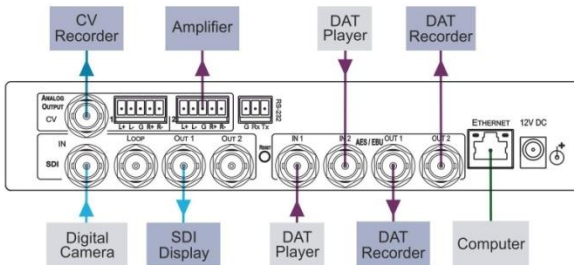 CV
Recorder
Amplifier
DAT
Player
DAT
Recorder
ANALOG
OUTPUT
CV
1
L+ L- G R+ R-
2
L+ L- G R+ R-
G Rx Tx
RS-232
ETHERNET
12V DC
IN
SDI
LOOP
OUT 1
OUT 2
RESET
IN 1
IN 2
AES / EBU
OUT 1
OUT 2
Digital
Camera
SDI
Display
DAT
Player
DAT
Recorder
Computer